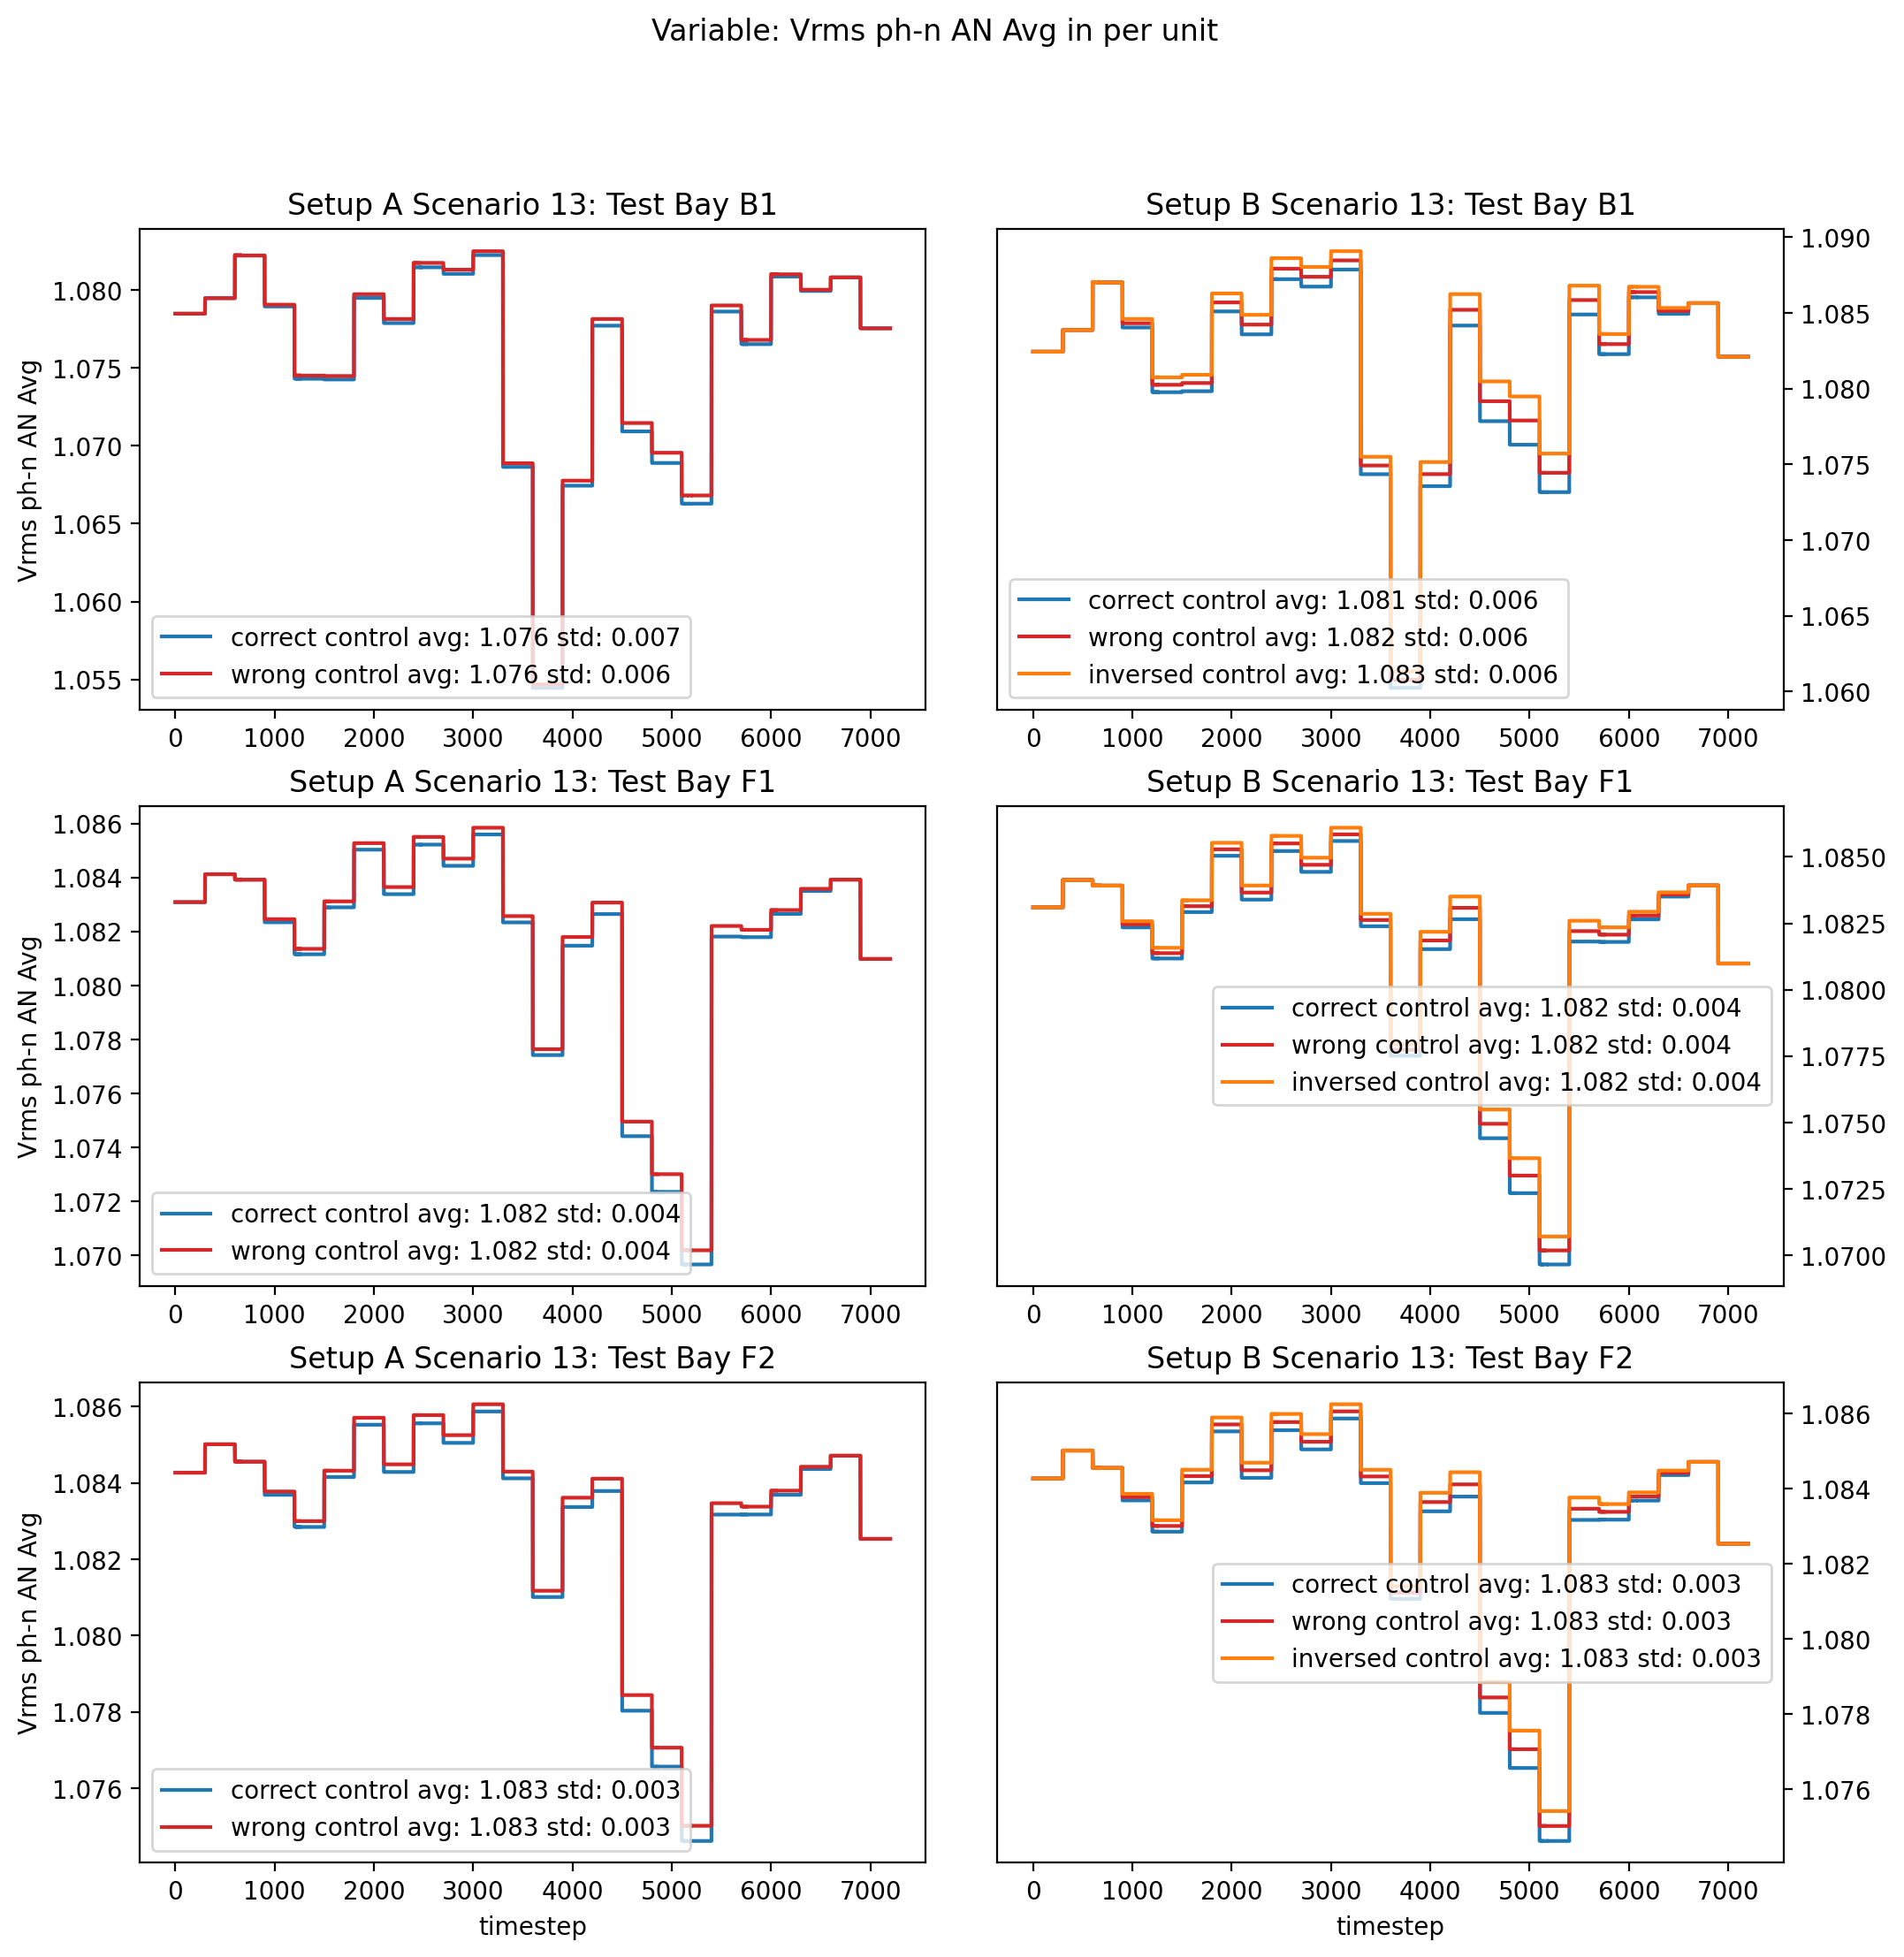 Variable: Vrms ph-n AN Avg in per unit
Setup A Scenario 13: Test Bay B1
Vrms ph-n AN Avg
1.080
1.075
1.070
1.065
1.060
1.055
correct control avg: 1.076 std: 0.007
wrong control avg: 1.076 std: 0.006
0 1000 2000 3000 4000 5000 6000 7000
Setup B Scenario 13: Test Bay B1
1.090
1.085
1.080
1.075
1.070
1.065
1.060
correct control avg: 1.081 std: 0.006
wrong control avg: 1.082 std: 0.006
inversed control avg: 1.083 std: 0.006
0 1000 2000 3000 4000 5000 6000 7000
Setup A Scenario 13: Test Bay F1
Vrms ph-n AN Avg
1.086
1.084
1.082
1.080
1.078
1.076
1.074
1.072
1.070
correct control avg: 1.082 std: 0.004
wrong control avg: 1.082 std: 0.004
0 1000 2000 3000 4000 5000 6000 7000
Setup B Scenario 13: Test Bay F1
1.0850
1.0825
1.0800
1.0775
1.0750
1.0725
1.0700
correct control avg: 1.082 std: 0.004
wrong control avg: 1.082 std: 0.004
inversed control avg: 1.082 std: 0.004
0 1000 2000 3000 4000 5000 6000 7000
Setup A Scenario 13: Test Bay F2
Vrms ph-n AN Avg
1.086
1.084
1.082
1.080
1.078
1.076
correct control avg: 1.083 std: 0.003
wrong control avg: 1.083 std: 0.003
0 1000 2000 3000 4000 5000 6000 7000
timestep
Setup B Scenario 13: Test Bay F2
1.086
1.084
1.082
1.080
1.078
1.076
correct control avg: 1.083 std: 0.003
wrong control avg: 1.083 std: 0.003
inversed control avg: 1.083 std: 0.003
0 1000 2000 3000 4000 5000 6000 7000
timestep